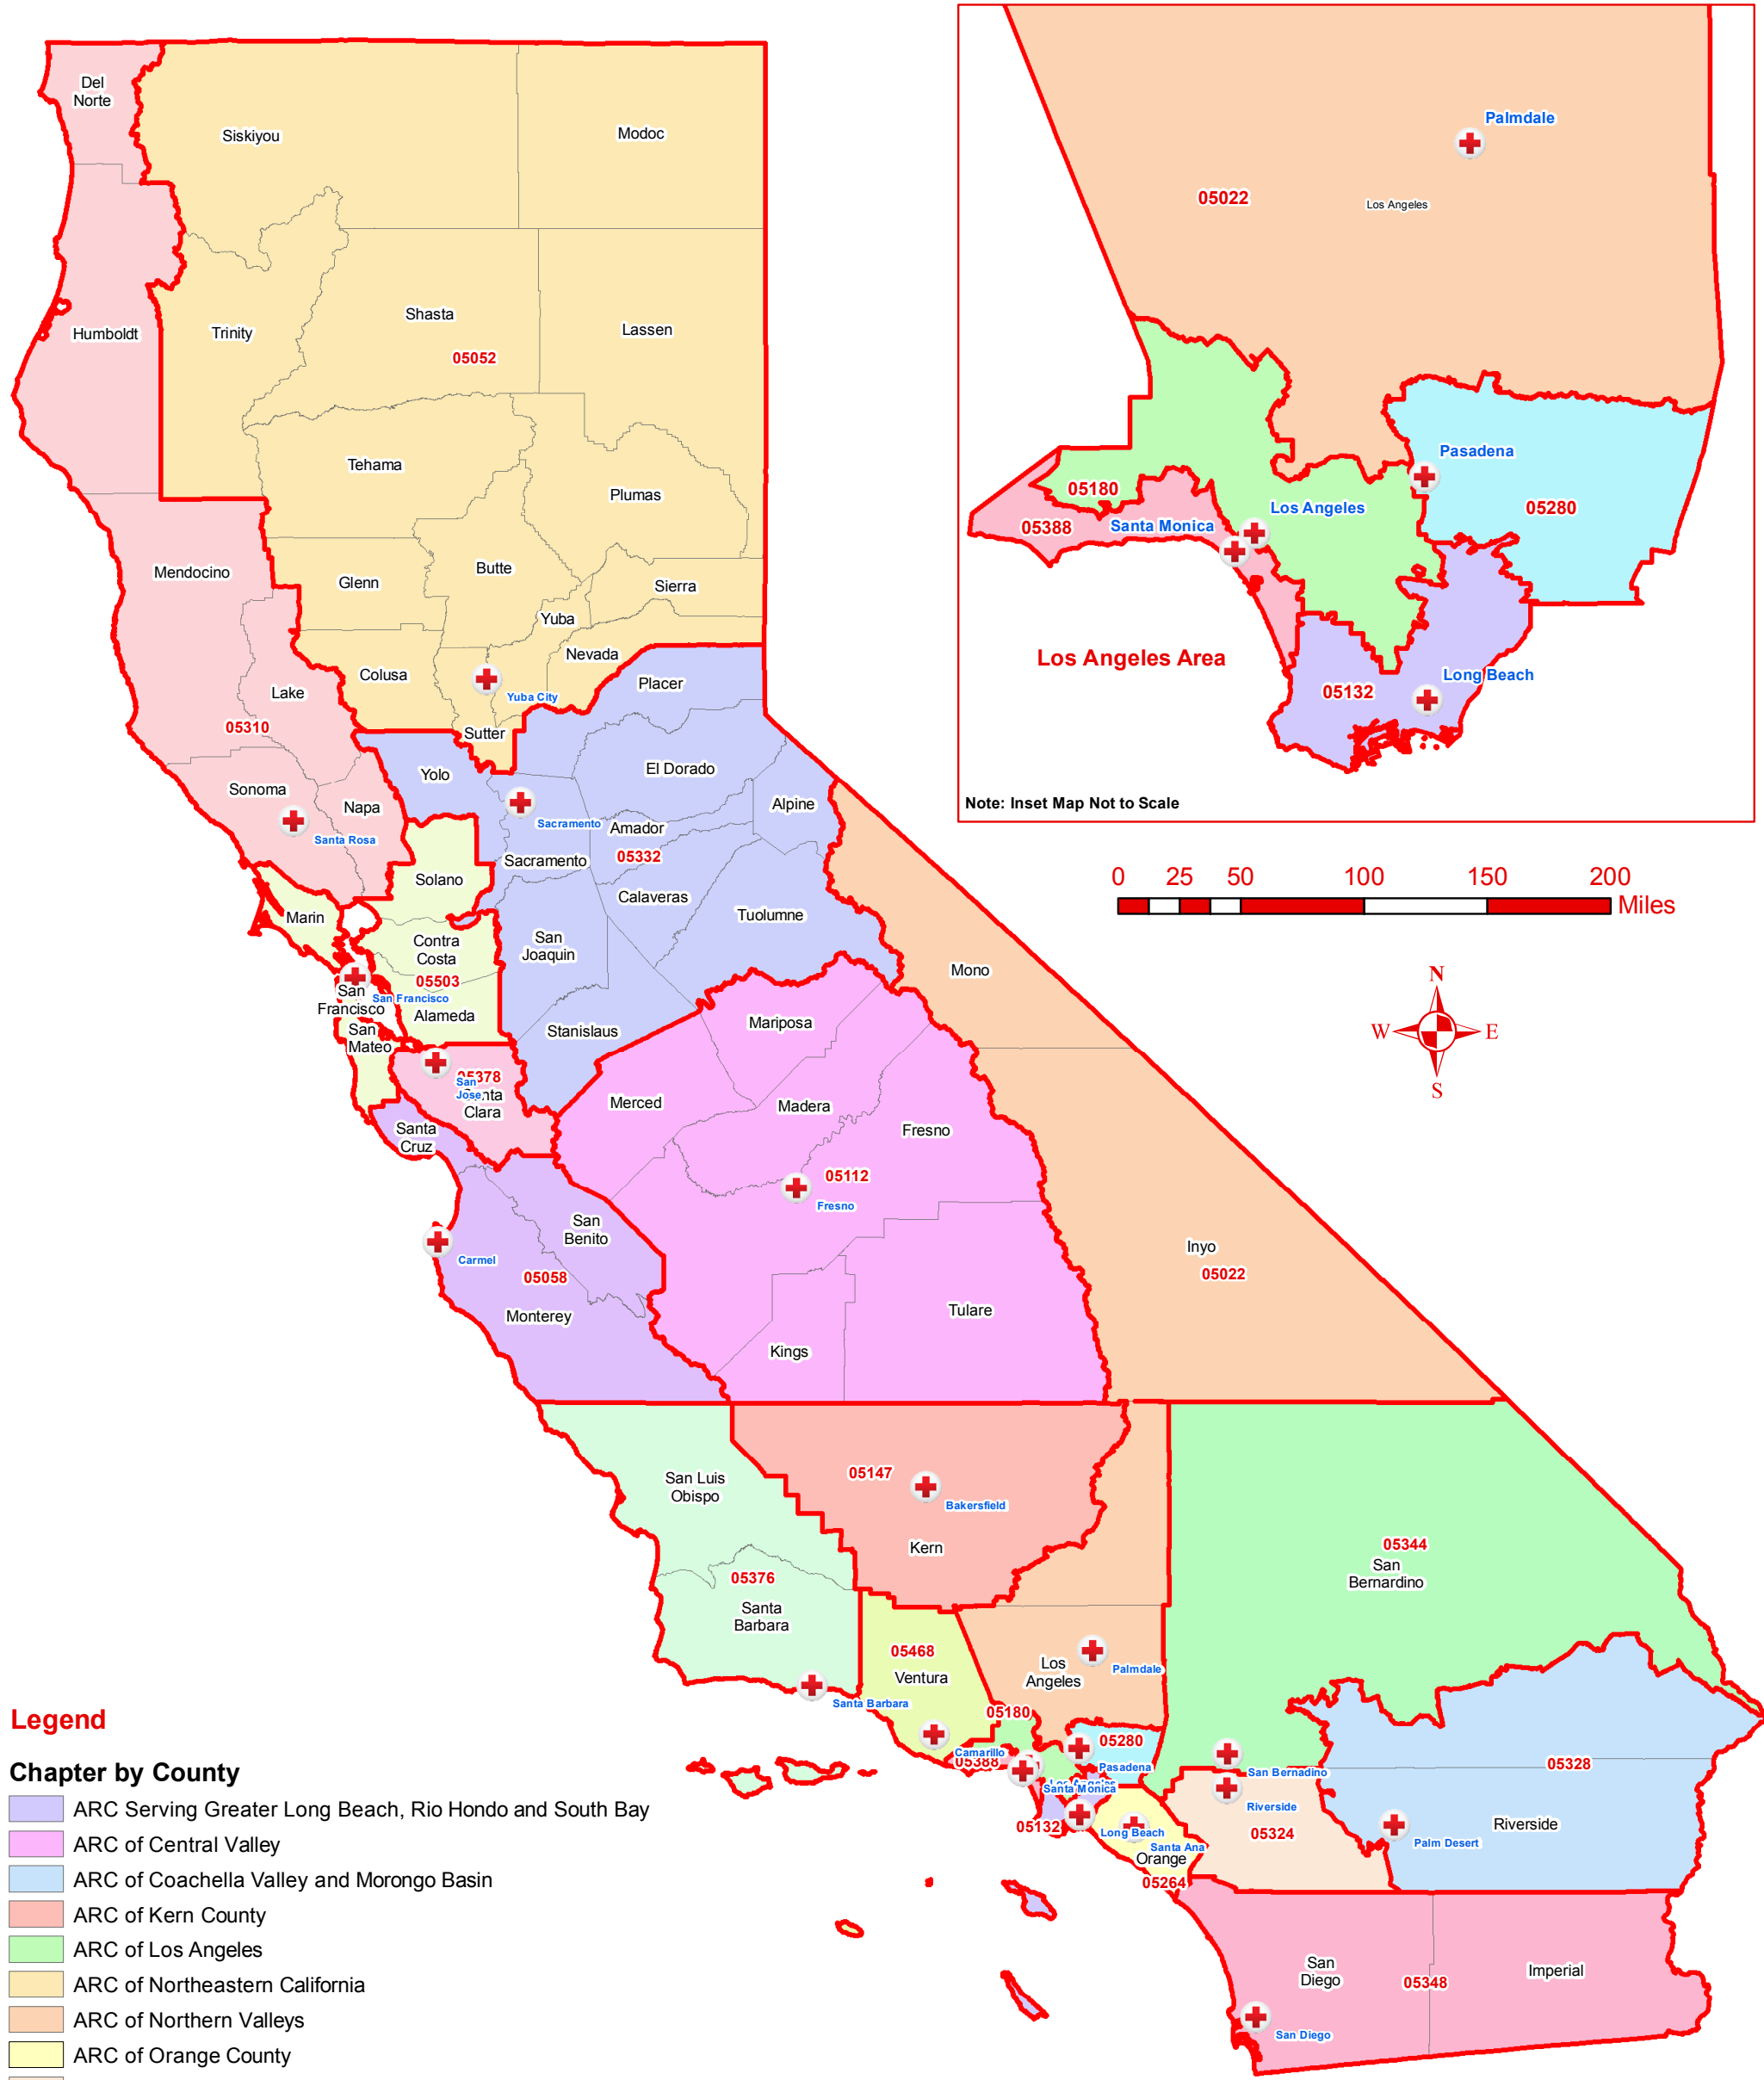 Del
Norte
Siskiyou
Modoc
Humboldt
Trinity
Shasta
Lassen
05052
Tehama
Plumas
Mendocino
Glenn
Butte
Sierra
Yuba
Nevada
Colusa
Yuba City
Placer
Lake
05310
Sutter
Yolo
El Dorado
Sonoma
Napa
Alpine
Santa Rosa
Sacramento
Amador
05332
Sacramento
Solano
Calaveras
Marin
Tuolumne
Contra
Costa
San
Joaquin
05503
San Francisco
San
Francisco
Alameda
Mono
San
Mateo
Stanislaus
Mariposa
05378
San
Jose
Clara
Merced
Madera
Santa
Cruz
Fresno
05112
Fresno
San
Benito
Carmel
05058
Monterey
Inyo
05022
Tulare
Kings
San Luis
Obispo
05147
Bakersfield
Kern
05344
San
Bernardino
05376
Santa
Barbara
05468
Ventura
Los
Angeles
Palmdale
Santa Barbara
05180
05280
Camarillo
05388
Pasadena
Los Angeles
Santa Monica
San Bernadino
05328
Riverside
05324
Riverside
Palm Desert
05132
Long Beach
Santa Ana
Orange
05264
San
Diego
05348
Imperial
San Diego
Palmdale
05022
Los Angeles
Pasadena
05180
05280
Los Angeles
05388
Santa Monica
Los Angeles Area
05132
Long Beach
Note: Inset Map Not to Scale
0 25 50 100 150 200
Miles
N
W E
S
Legend
Chapter by County
ARC Serving Greater Long Beach, Rio Hondo and South Bay
ARC of Central Valley
ARC of Coachella Valley and Morongo Basin
ARC of Kern County
ARC of Los Angeles
ARC of Northeastern California
ARC of Northern Valleys
ARC of Orange County